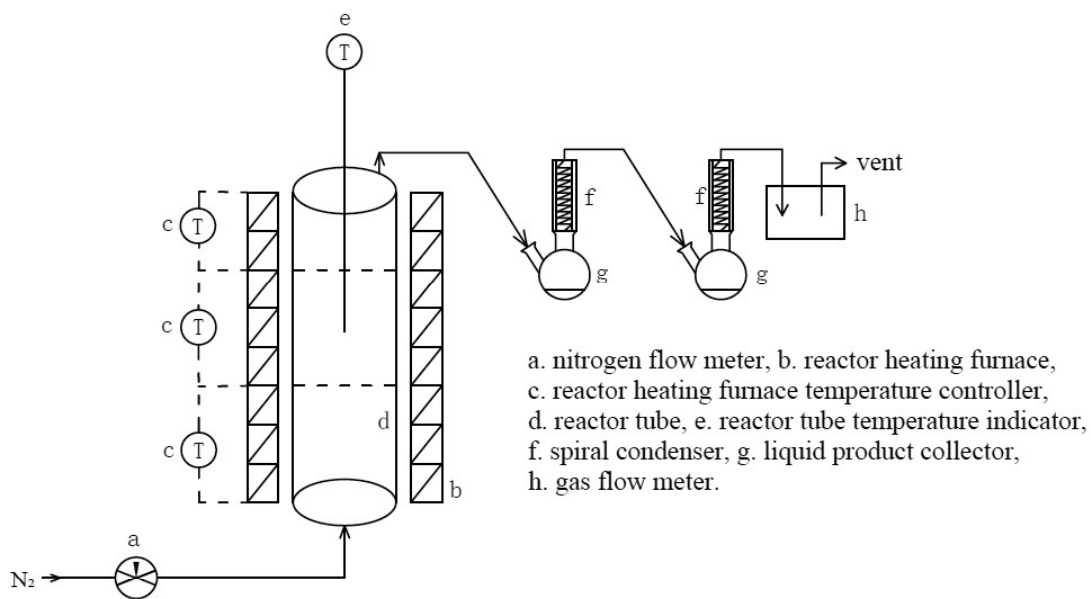 e
T
vent
c
T
f
f
h
g
g
c
T
a. nitrogen flow meter, b. reactor heating furnace,
c. reactor heating furnace temperature controller,
d. reactor tube, e. reactor tube temperature indicator,
f. spiral condenser, g. liquid product collector,
h. gas flow meter.
d
c
T
b
a
N₂